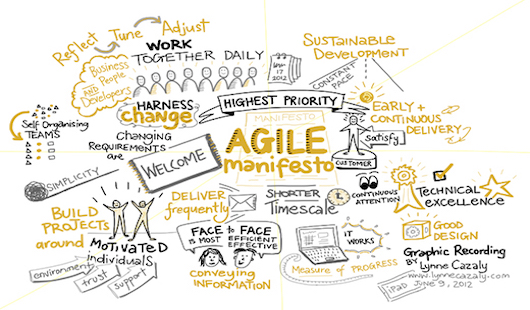 Reflect Tune Adjust
Business
People
AND
Developers
WORK
TOGETHER DAILY
MAY
17
2012
SUSTAINABLE
DEVELOPMENT
CONSTANT
PACE
HARNESS
change
CHANGING
REQUIREMENTS
are
WELCOME
HIGHEST PRIORITY
MANIFESTO
AGILE
manifesto
EARLY +
CONTINUOUS
DELIVERY
satisfy
CUSTOMER
Self Organising
TEAMS
SIMPLICITY
BUILD
PROJECTS
around
MOTIVATED
individuals
environment
trust
support
DELIVER
frequently
SHORTER
Timescale
FACE to FACE
IS MOST EFFICIENT
EFFECTIVE
conveying
INFORMATION
IT
WORKS
Measure of PROGRESS
CONTINUOUS
ATTENTION
Technical
excellence
GOOD
DESIGN
Graphic Recording
BY Lynne Cazaly
www.lynnecazaly.com
iPad JUNE 9, 2012